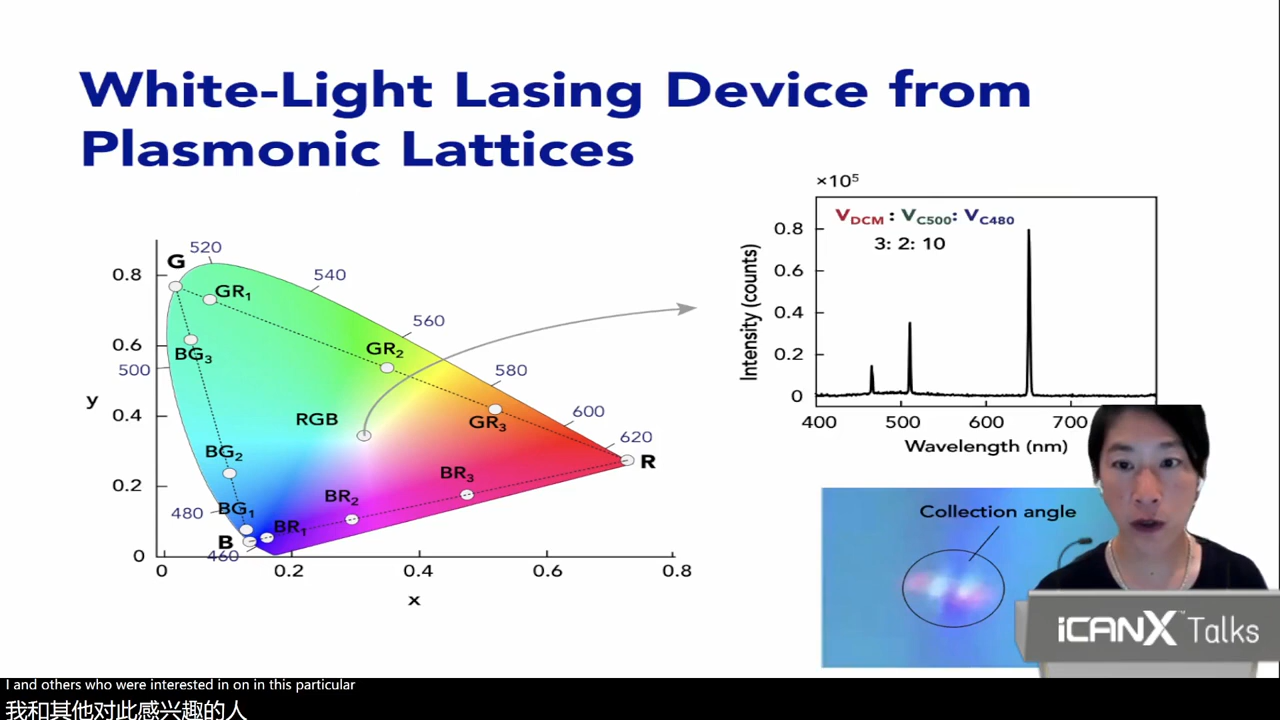 White-Light Lasing Device from
Plasmonic Lattices
×10⁵
V_DCM : V_C500: V_C480
3: 2: 10
0.8
0.6
0.4
0.2
0
Intensity (counts)
400
500
600
700
Wavelength (nm)
520
G
0.8
540
GR₁
560
GR₂
BG₃
0.6
500
580
y
0.4
RGB
GR₃
600
620
R
BG₂
BR₃
0.2
BR₂
480
BG₁
BR₁
B
460
0
0
0.2
0.4
0.6
0.8
x
Collection angle
iCANX™ Talks
I and others who were interested in on in this particular
我和其他对此感兴趣的人